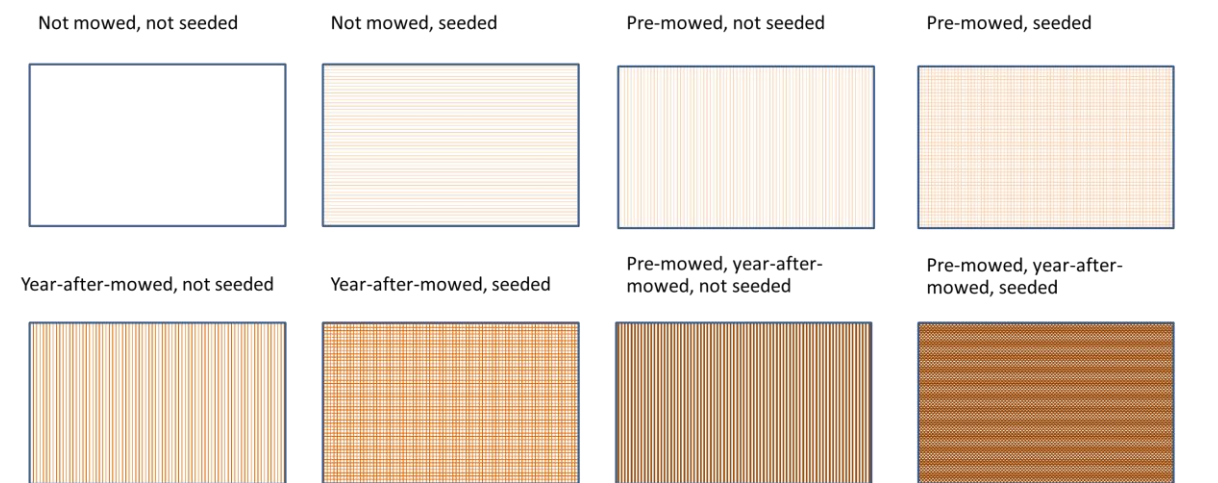 Not mowed, not seeded
Not mowed, seeded
Pre-mowed, not seeded
Pre-mowed, seeded
Year-after-mowed, not seeded
Year-after-mowed, seeded
Pre-mowed, year-after-
mowed, not seeded
Pre-mowed, year-after-
mowed, seeded